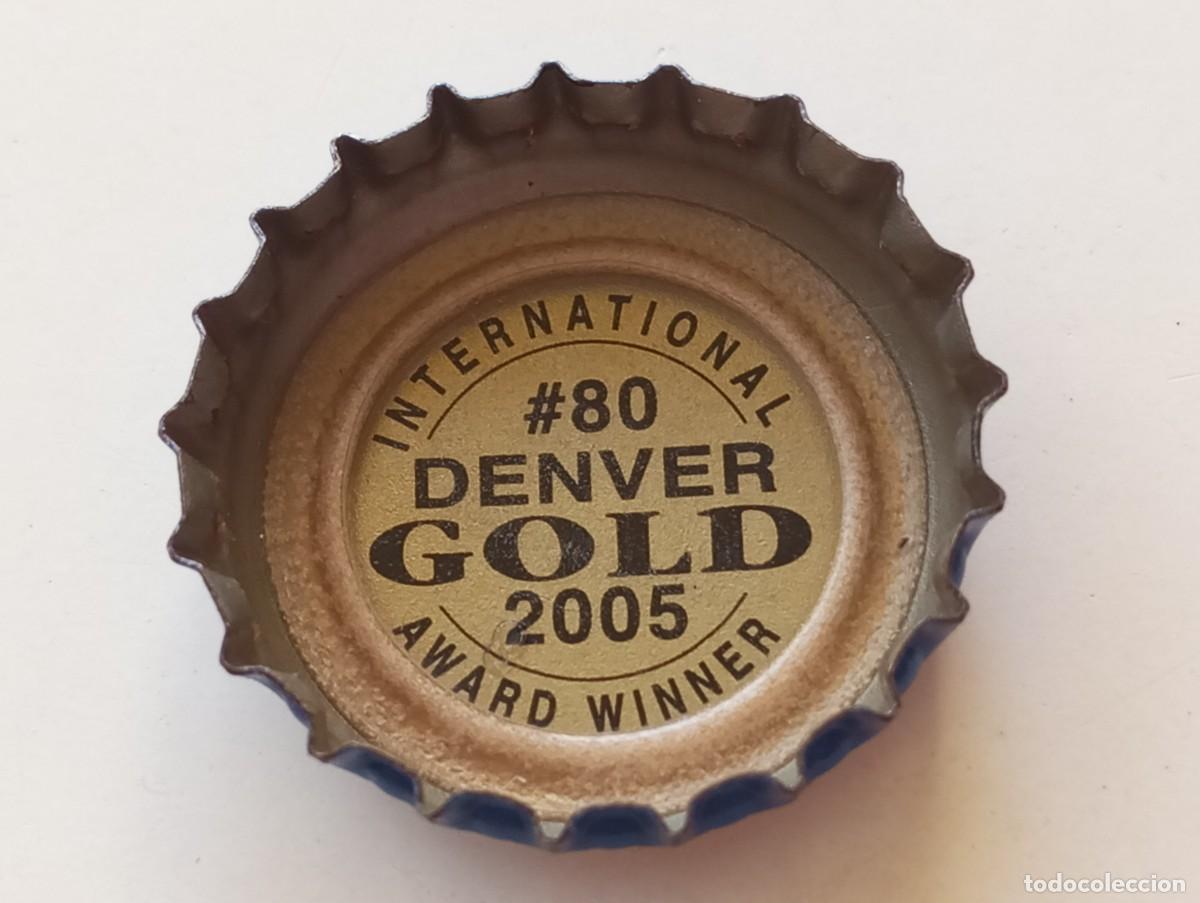 INTERNATIONAL
#80
DENVER
GOLD
2005
AWARD WINNER
todocoleccion